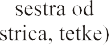 sestra od
strica, tetke)